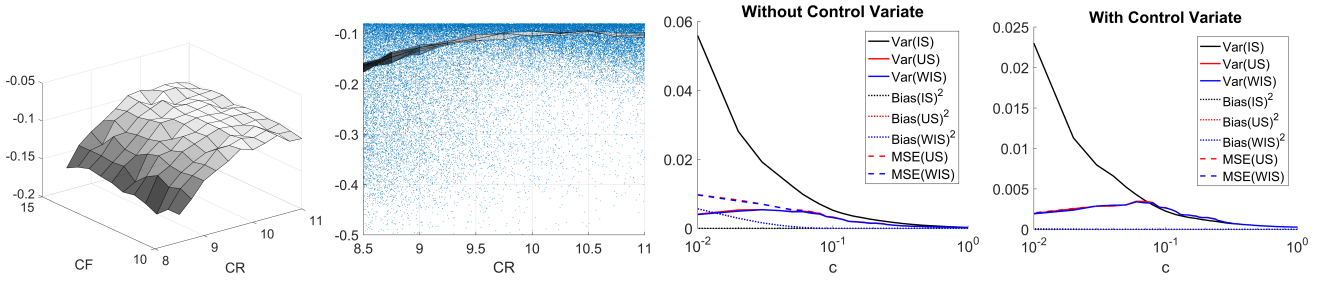 -0.05
-0.1
-0.15
-0.2
15
10
8
9
10
11
CF
CR
-0.1
-0.2
-0.3
-0.4
-0.5
8.5
9
9.5
10
10.5
11
CR
Without Control Variate
0.06
0.04
0.02
0
10^-2
10^-1
10^0
c
Var(IS)
Var(US)
Var(WIS)
Bias(IS)^2
Bias(US)^2
Bias(WIS)^2
MSE(US)
MSE(WIS)
With Control Variate
0.025
0.02
0.015
0.01
0.005
0
10^-2
10^-1
10^0
c
Var(IS)
Var(US)
Var(WIS)
Bias(IS)^2
Bias(US)^2
Bias(WIS)^2
MSE(US)
MSE(WIS)